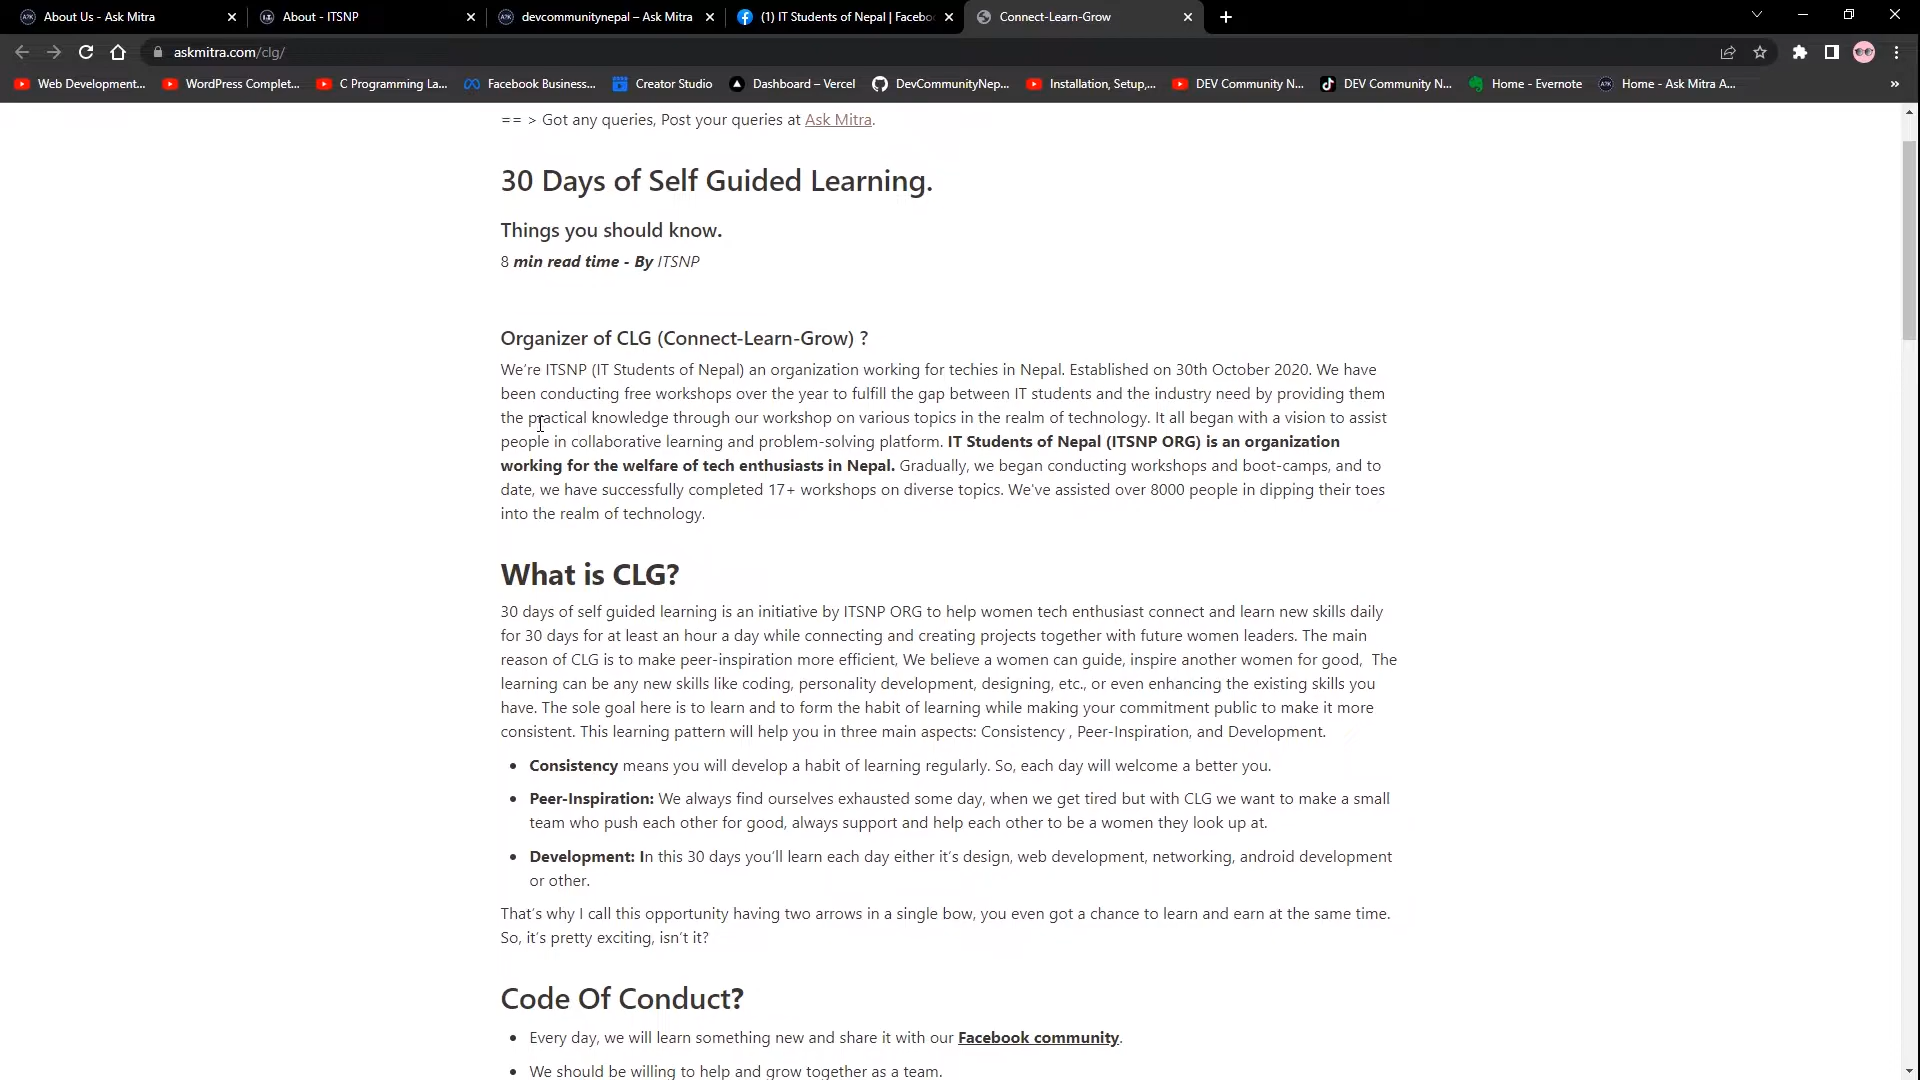 About Us - Ask Mitra
About - ITSNP
devcommunitynepal – Ask Mitra
(1) IT Students of Nepal | Facebo
Connect-Learn-Grow
askmitra.com/clg/
Web Development...
WordPress Complet...
C Programming La...
Facebook Business...
Creator Studio
Dashboard – Vercel
DevCommunityNep...
Installation, Setup,...
DEV Community N...
DEV Community N...
Home - Evernote
Home - Ask Mitra A...
»
== > Got any queries, Post your queries at Ask Mitra.
30 Days of Self Guided Learning.
Things you should know.
8 min read time - By ITSNP
Organizer of CLG (Connect-Learn-Grow) ?
We're ITSNP (IT Students of Nepal) an organization working for techies in Nepal. Established on 30th October 2020. We have
been conducting free workshops over the year to fulfill the gap between IT students and the industry need by providing them
the practical knowledge through our workshop on various topics in the realm of technology. It all began with a vision to assist
people in collaborative learning and problem-solving platform. IT Students of Nepal (ITSNP ORG) is an organization
working for the welfare of tech enthusiasts in Nepal. Gradually, we began conducting workshops and boot-camps, and to
date, we have successfully completed 17+ workshops on diverse topics. We've assisted over 8000 people in dipping their toes
into the realm of technology.
What is CLG?
30 days of self guided learning is an initiative by ITSNP ORG to help women tech enthusiast connect and learn new skills daily
for 30 days for at least an hour a day while connecting and creating projects together with future women leaders. The main
reason of CLG is to make peer-inspiration more efficient, We believe a women can guide, inspire another women for good,  The
learning can be any new skills like coding, personality development, designing, etc., or even enhancing the existing skills you
have. The sole goal here is to learn and to form the habit of learning while making your commitment public to make it more
consistent. This learning pattern will help you in three main aspects: Consistency , Peer-Inspiration, and Development.
• Consistency means you will develop a habit of learning regularly. So, each day will welcome a better you.
• Peer-Inspiration: We always find ourselves exhausted some day, when we get tired but with CLG we want to make a small
team who push each other for good, always support and help each other to be a women they look up at.
• Development: In this 30 days you'll learn each day either it's design, web development, networking, android development
or other.
That's why I call this opportunity having two arrows in a single bow, you even got a chance to learn and earn at the same time.
So, it's pretty exciting, isn't it?
Code Of Conduct?
• Every day, we will learn something new and share it with our Facebook community.
• We should be willing to help and grow together as a team.